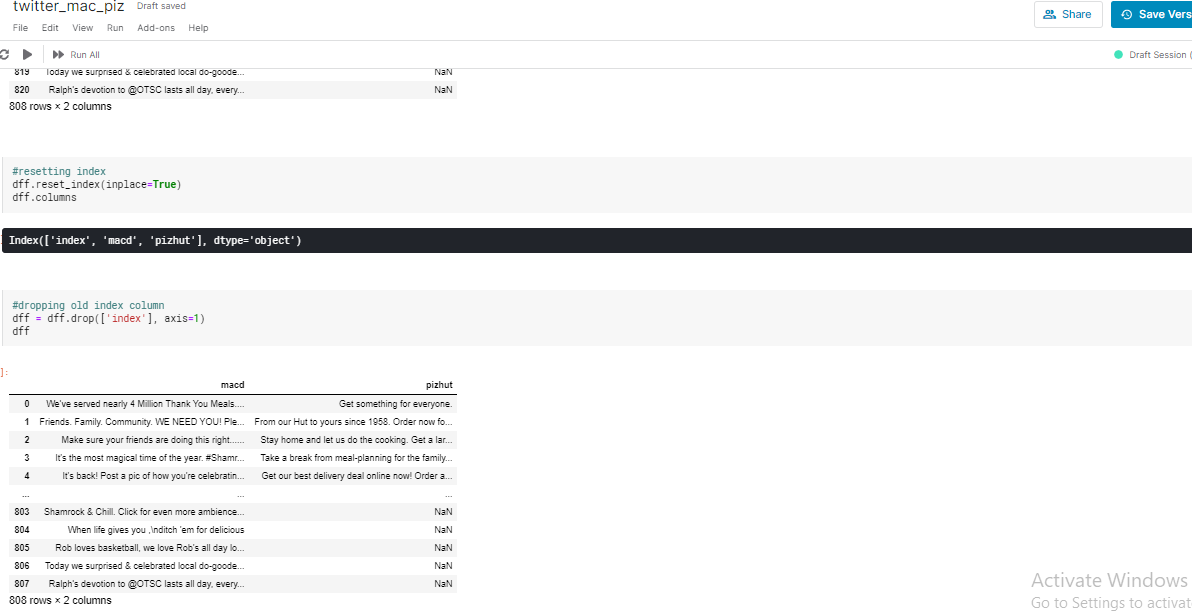 twitter_mac_piz Draft saved
File Edit View Run Add-ons Help
Share
Save Vers
Run All
Draft Session (
819 Today we surprised & celebrated local do-goode... NaN
820 Ralph's devotion to @OTSC lasts all day, every... NaN
808 rows × 2 columns
#resetting index
dff.reset_index(inplace=True)
dff.columns
Index(['index', 'macd', 'pizhut'], dtype='object')
#dropping old index column
dff = dff.drop(['index'], axis=1)
dff
]:
macd pizhut
0 We've served nearly 4 Million Thank You Meals.... Get something for everyone.
1 Friends. Family. Community. WE NEED YOU! Ple... From our Hut to yours since 1958. Order now fo...
2 Make sure your friends are doing this right...... Stay home and let us do the cooking. Get a lar...
3 It's the most magical time of the year. #Shamr... Take a break from meal-planning for the family...
4 It's back! Post a pic of how you're celebratin... Get our best delivery deal online now! Order a...
... ... ...
803 Shamrock & Chill. Click for even more ambience... NaN
804 When life gives you ,\nditch 'em for delicious NaN
805 Rob loves basketball, we love Rob's all day lo... NaN
806 Today we surprised & celebrated local do-goode... NaN
807 Ralph's devotion to @OTSC lasts all day, every... NaN
808 rows × 2 columns
Activate Windows
Go to Settings to activat